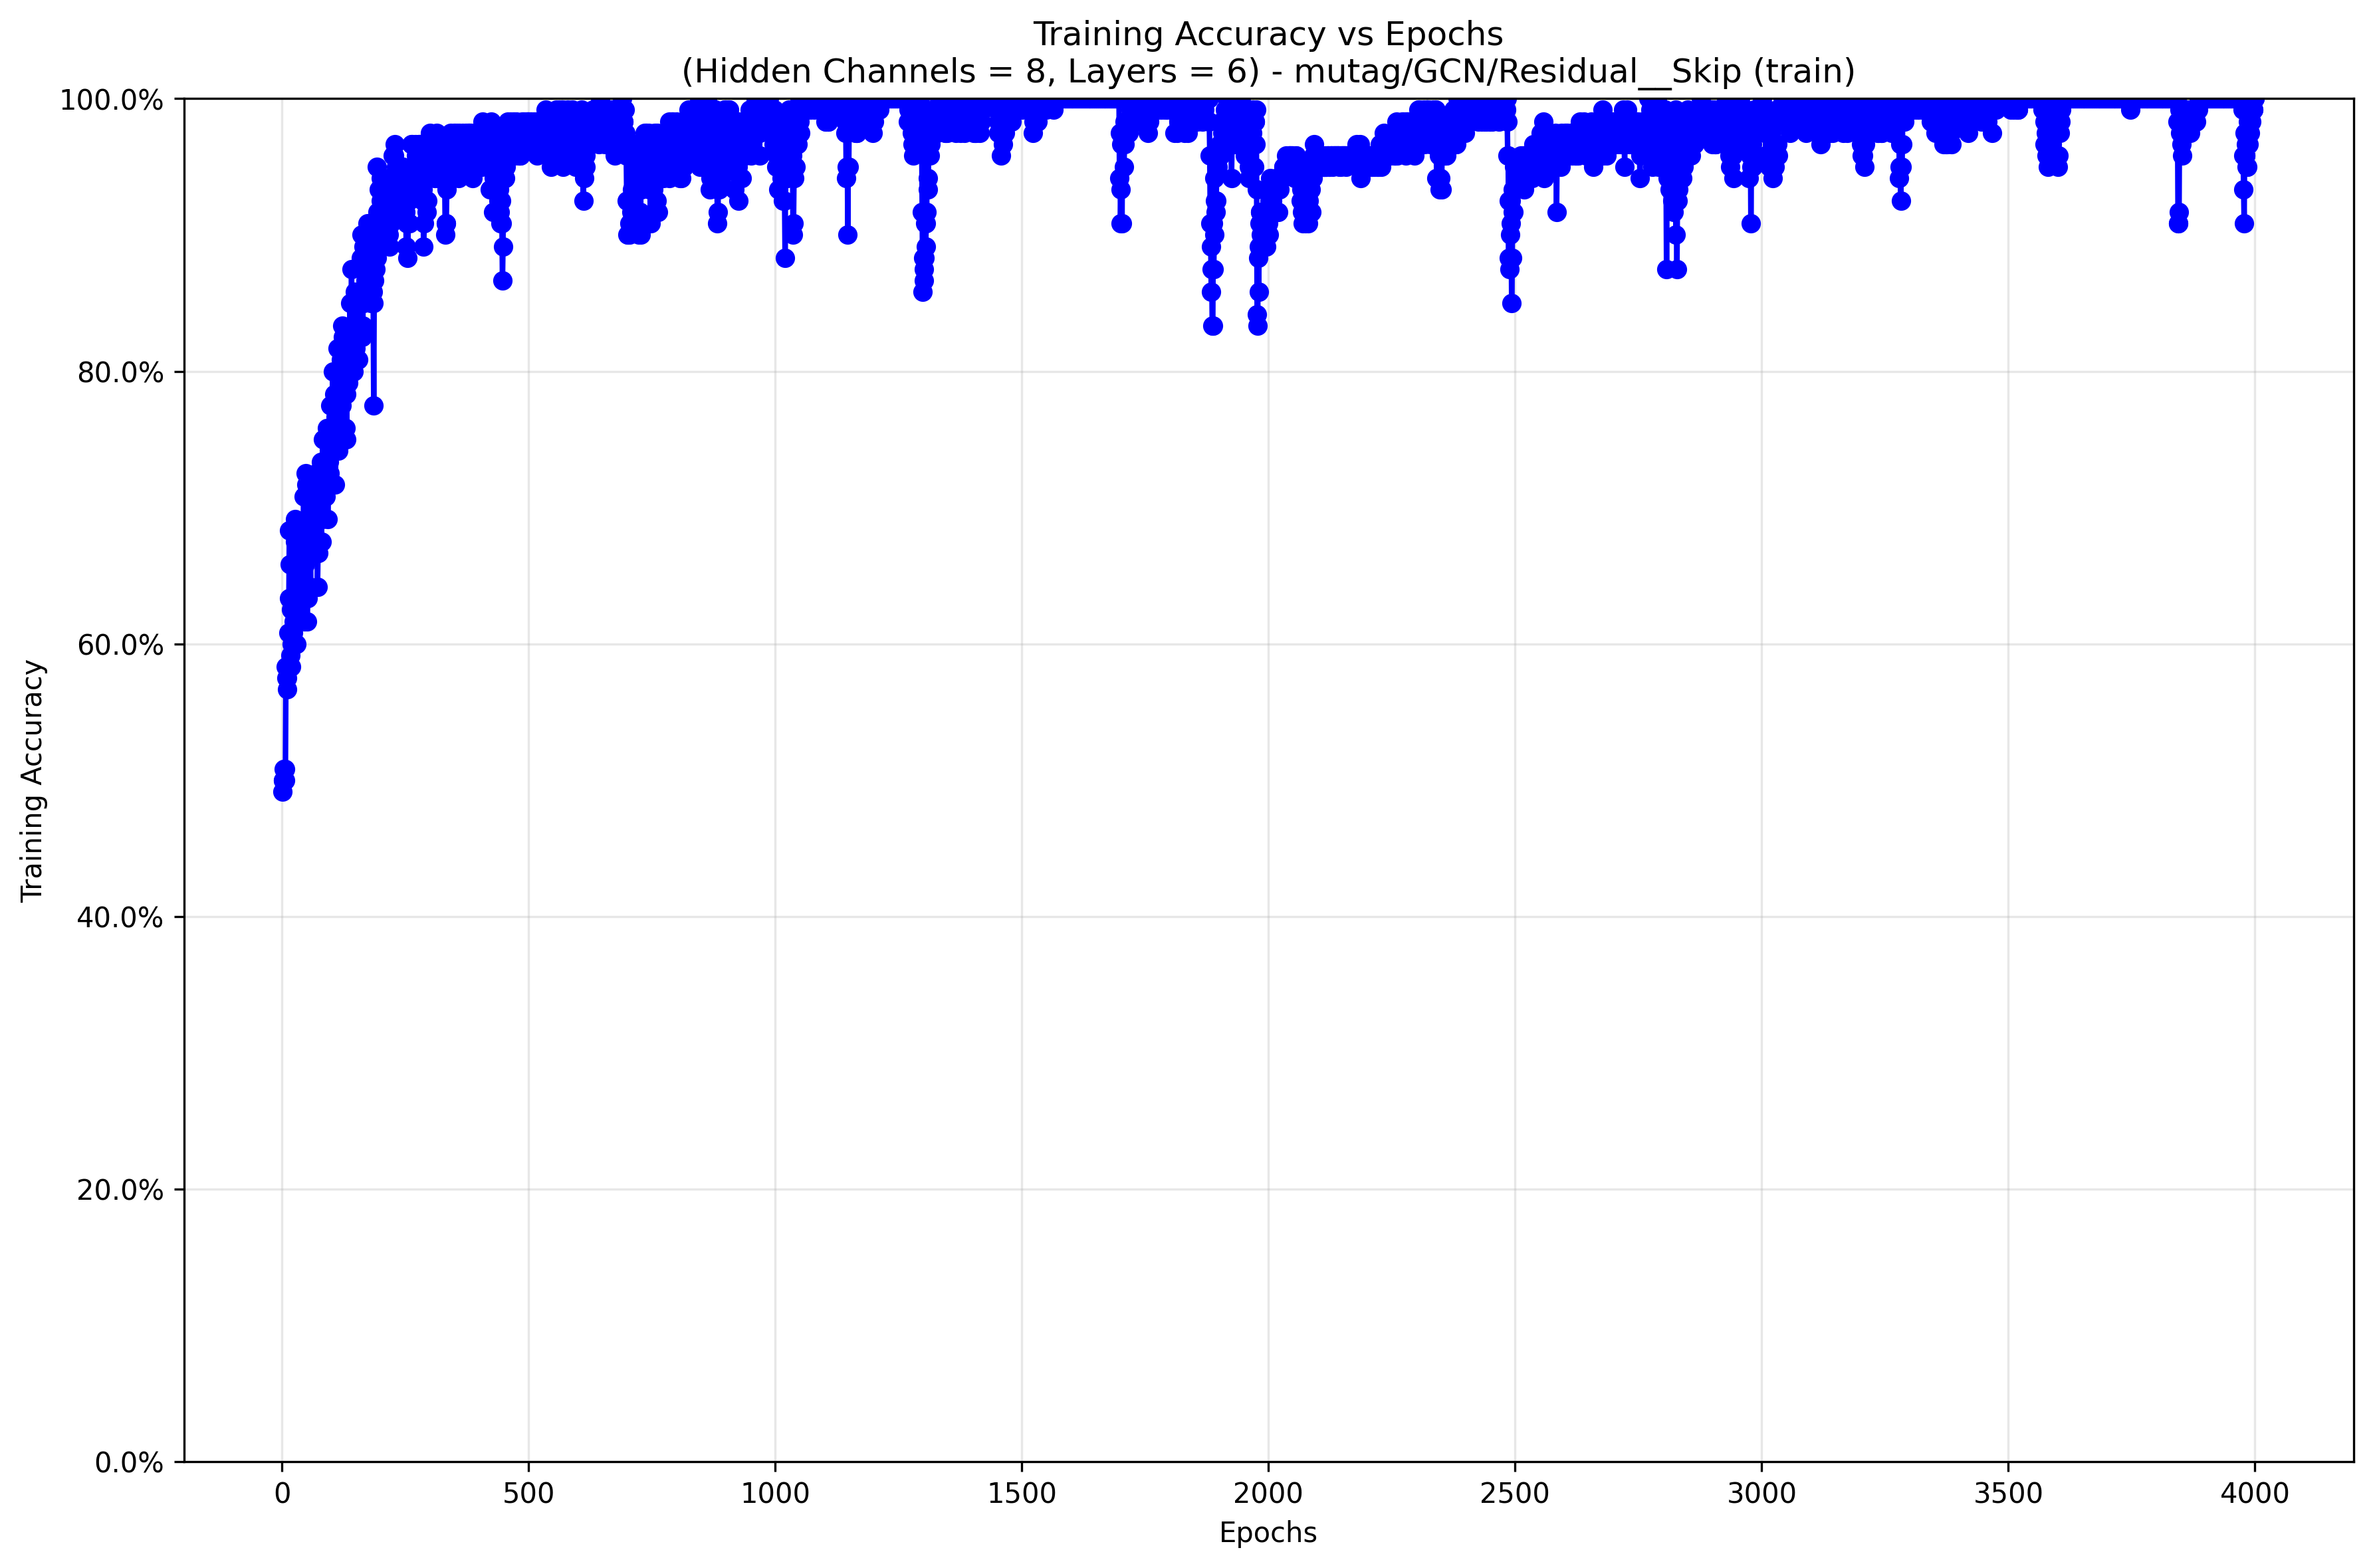 Training Accuracy vs Epochs
(Hidden Channels = 8, Layers = 6) - mutag/GCN/Residual__Skip (train)
100.0%
80.0%
60.0%
40.0%
20.0%
0.0%
Training Accuracy
0 500 1000 1500 2000 2500 3000 3500 4000
Epochs